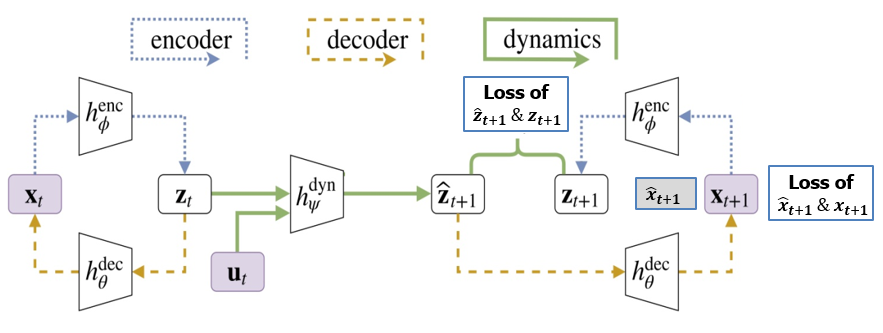 encoder
decoder
dynamics
Loss of
ẑ_{t+1} & z_{t+1}
h_ϕ^{enc}
h_ϕ^{enc}
x_t
z_t
h_ψ^{dyn}
ẑ_{t+1}
z_{t+1}
x̂_{t+1}
x_{t+1}
Loss of
x̂_{t+1} & x_{t+1}
h_θ^{dec}
u_t
h_θ^{dec}